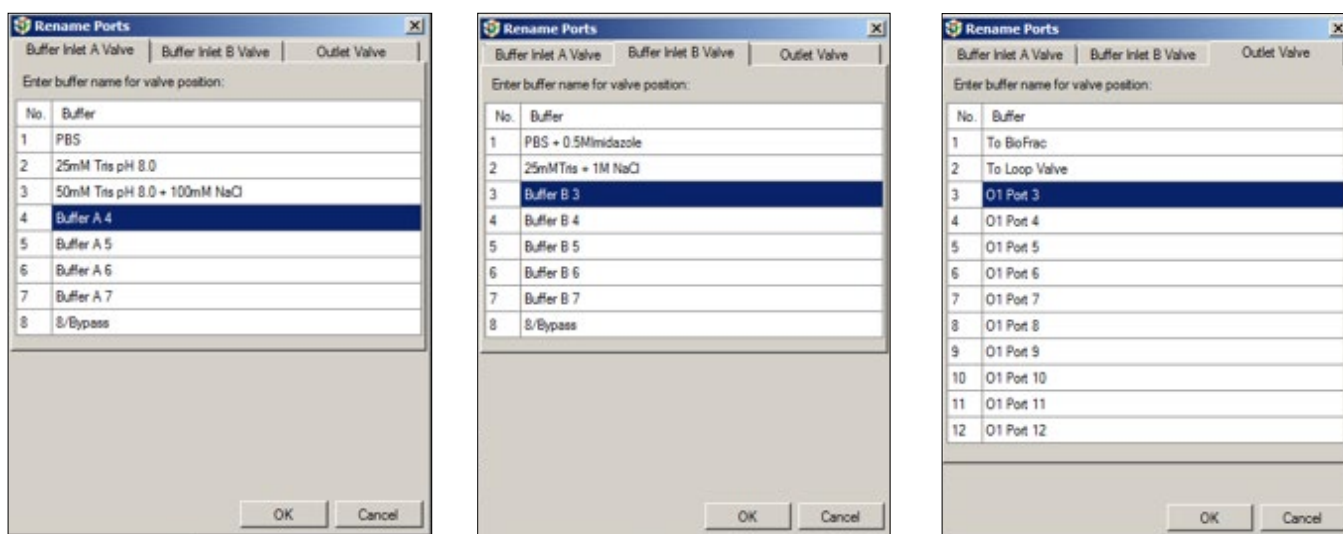 Rename Ports
Buffer Inlet A Valve Buffer Inlet B Valve Outlet Valve
Enter buffer name for valve position:
No. Buffer
1 PBS
2 25mM Tris pH 8.0
3 50mM Tris pH 8.0 + 100mM NaCl
4 Buffer A 4
5 Buffer A 5
6 Buffer A 6
7 Buffer A 7
8 8/Bypass
OK Cancel
Rename Ports
Buffer Inlet A Valve Buffer Inlet B Valve Outlet Valve
Enter buffer name for valve position:
No. Buffer
1 PBS + 0.5MImidazole
2 25mMTris + 1M NaCl
3 Buffer B 3
4 Buffer B 4
5 Buffer B 5
6 Buffer B 6
7 Buffer B 7
8 8/Bypass
OK Cancel
Rename Ports
Buffer Inlet A Valve Buffer Inlet B Valve Outlet Valve
Enter buffer name for valve position:
No. Buffer
1 To BioFrac
2 To Loop Valve
3 O1 Port 3
4 O1 Port 4
5 O1 Port 5
6 O1 Port 6
7 O1 Port 7
8 O1 Port 8
9 O1 Port 9
10 O1 Port 10
11 O1 Port 11
12 O1 Port 12
OK Cancel